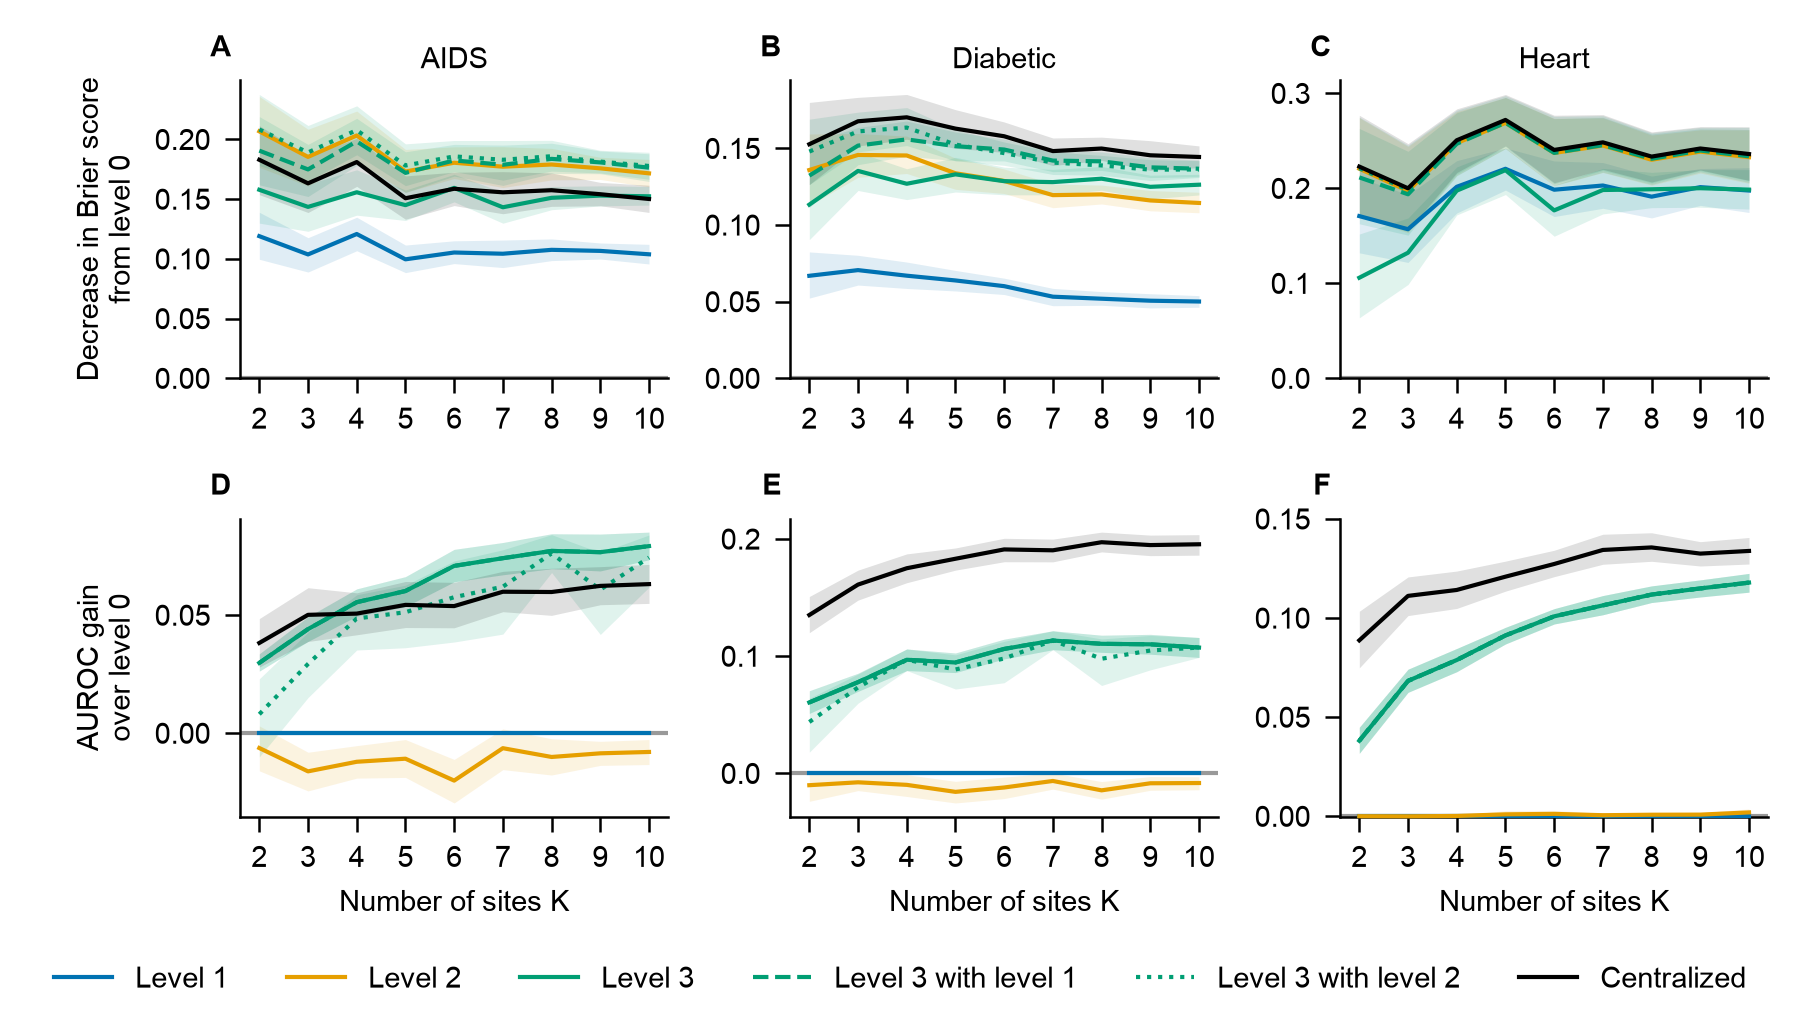 A
AIDS
Decrease in Brier score
from level 0
0.20
0.15
0.10
0.05
0.00
2 3 4 5 6 7 8 9 10
B
Diabetic
0.15
0.10
0.05
0.00
2 3 4 5 6 7 8 9 10
C
Heart
0.3
0.2
0.1
0.0
2 3 4 5 6 7 8 9 10
D
AUROC gain
over level 0
0.05
0.00
2 3 4 5 6 7 8 9 10
Number of sites K
E
0.2
0.1
0.0
2 3 4 5 6 7 8 9 10
Number of sites K
F
0.15
0.10
0.05
0.00
2 3 4 5 6 7 8 9 10
Number of sites K
Level 1 Level 2 Level 3 Level 3 with level 1 Level 3 with level 2 Centralized